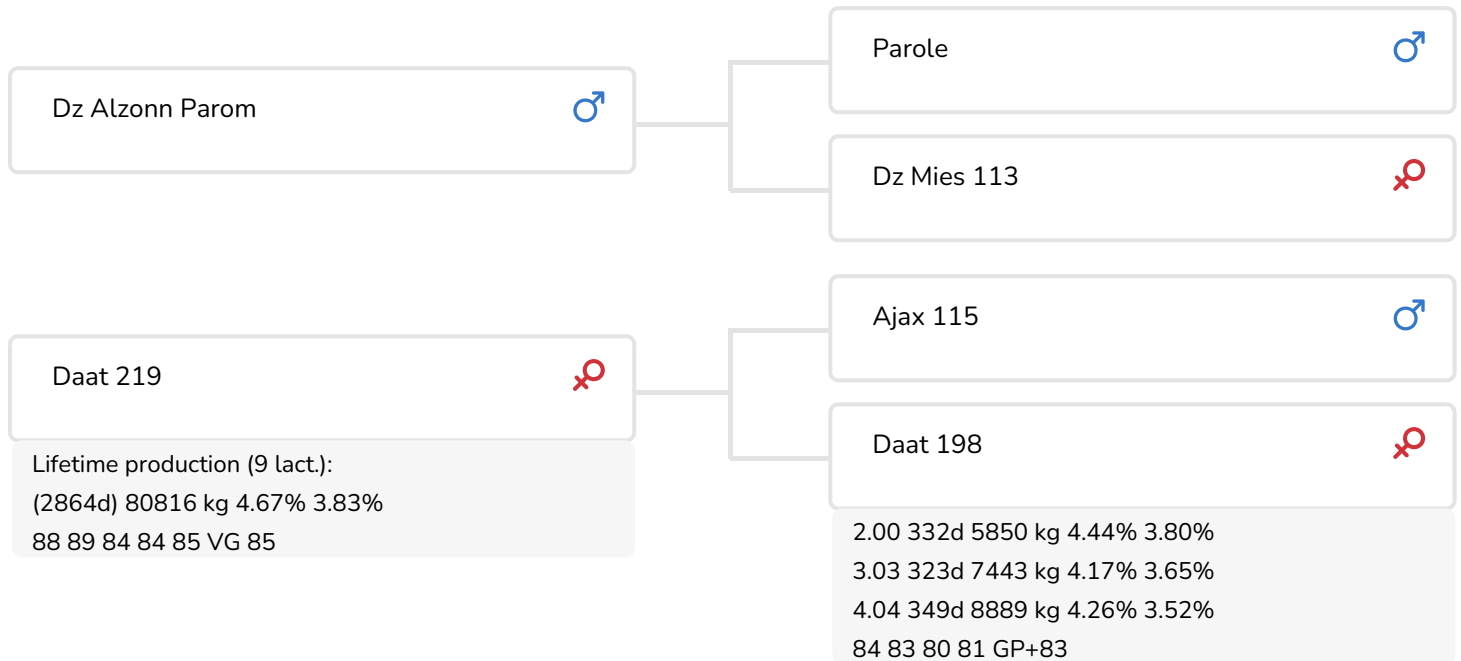 Dz Alzonn Parom
Parole
Dz Mies 113
Daat 219
Lifetime production (9 lact.):
(2864d) 80816 kg 4.67% 3.83%
88 89 84 84 85 VG 85
Ajax 115
Daat 198
2.00 332d 5850 kg 4.44% 3.80%
3.03 323d 7443 kg 4.17% 3.65%
4.04 349d 8889 kg 4.26% 3.52%
84 83 80 81 GP+83